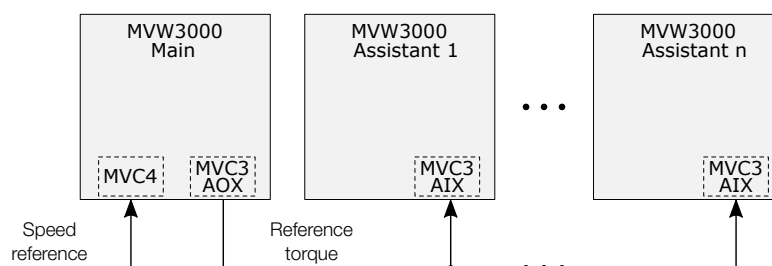 MVW3000
Main
MVW3000
Assistant 1
MVW3000
Assistant n
MVC4
MVC3
AOX
MVC3
AIX
MVC3
AIX
Speed
reference
Reference
torque